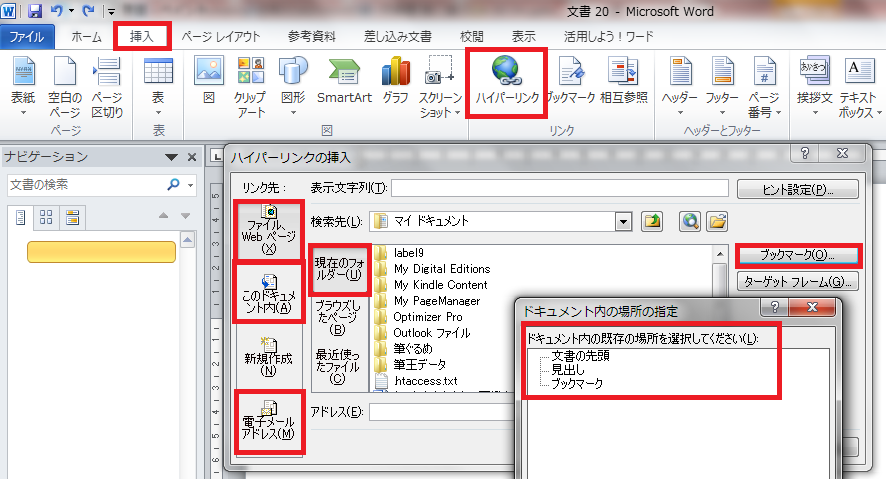 文書 20 - Microsoft Word
ファイル ホーム 挿入 ページ レイアウト 参考資料 差し込み文書 校閲 表示 活用しよう！ワード
表紙 空白の ページ 表 図 クリップ 図形 SmartArt グラフ スクリーン ハイパーリンク ブックマーク 相互参照 ヘッダー フッター ページ 挨拶文 テキスト
ページ 区切り アート ショット 番号 ボックス
ページ 表 図 リンク ヘッダーとフッター
ナビゲーション
文書の検索
ハイパーリンクの挿入
リンク先： 表示文字列(T): ヒント設定(P)...
ファイル、
Web ページ
(X)
検索先(L): マイ ドキュメント
このドキュメ
ント内(A)
新規作成
(N)
電子メール
アドレス(M)
現在のフォ
ルダー(U)
ブラウズし
たページ
(B)
最近使っ
たファイル
(C)
label9
My Digital Editions
My Kindle Content
My PageManager
Optimizer Pro
Outlook ファイル
筆ぐるめ
筆王データ
.htaccess.txt
アドレス(E):
ブックマーク(O)...
ターゲット フレーム(G)...
ドキュメント内の場所の指定
ドキュメント内の既存の場所を選択してください(L):
文書の先頭
見出し
ブックマーク